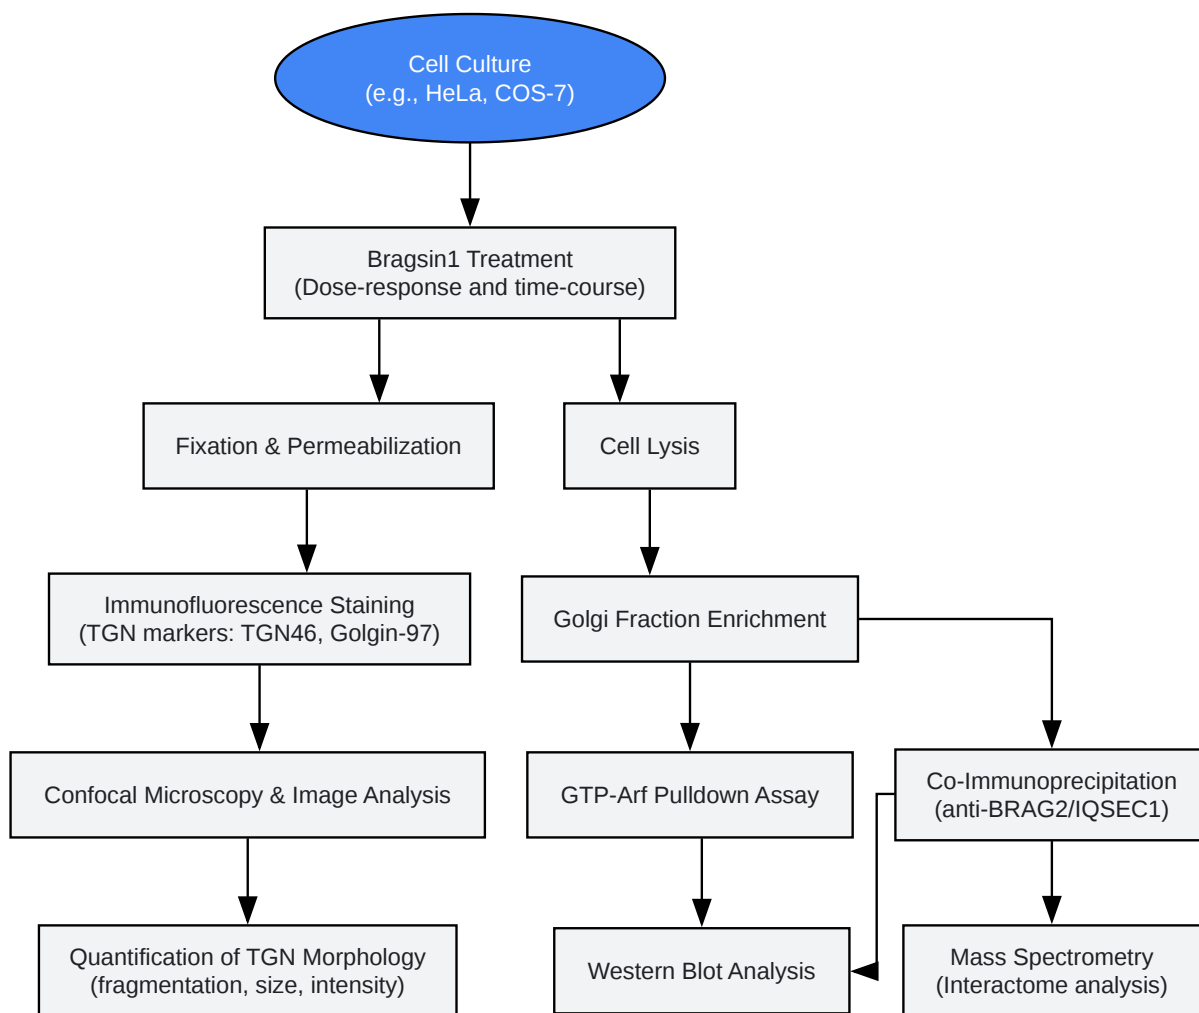 Cell Culture
(e.g., HeLa, COS-7)
Bragsin1 Treatment
(Dose-response and time-course)
Fixation & Permeabilization
Cell Lysis
Immunofluorescence Staining
(TGN markers: TGN46, Golgin-97)
Golgi Fraction Enrichment
Confocal Microscopy & Image Analysis
GTP-Arf Pulldown Assay
Co-Immunoprecipitation
(anti-BRAG2/IQSEC1)
Quantification of TGN Morphology
(fragmentation, size, intensity)
Western Blot Analysis
Mass Spectrometry
(Interactome analysis)